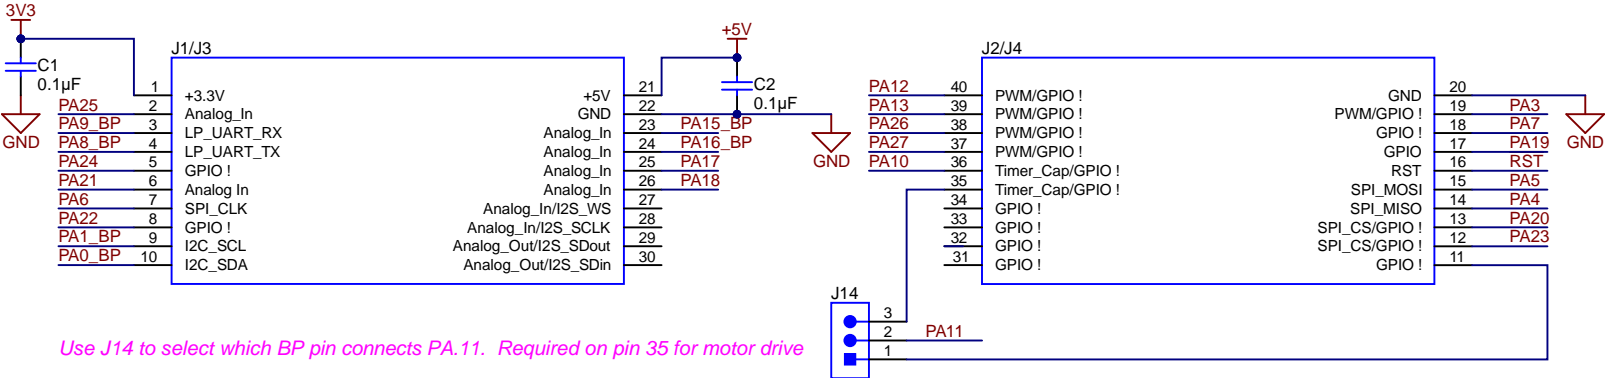 3V3
C1
0.1µF
GND
J1/J3
1 +3.3V
PA25 2 Analog_In
PA9_BP 3 LP_UART_RX
PA8_BP 4 LP_UART_TX
PA24 5 GPIO !
PA21 6 Analog In
PA6 7 SPI_CLK
PA22 8 GPIO !
PA1_BP 9 I2C_SCL
PA0_BP 10 I2C_SDA
+5V 21
GND 22
Analog_In 23 PA15_BP
Analog_In 24 PA16_BP
Analog_In 25 PA17
Analog_In 26 PA18
Analog_In/I2S_WS 27
Analog_In/I2S_SCLK 28
Analog_Out/I2S_SDout 29
Analog_Out/I2S_SDin 30
+5V
C2
0.1µF
GND
J2/J4
PA12 40 PWM/GPIO !
PA13 39 PWM/GPIO !
PA26 38 PWM/GPIO !
PA27 37 PWM/GPIO !
PA10 36 Timer_Cap/GPIO !
35 Timer_Cap/GPIO !
34 GPIO !
33 GPIO !
32 GPIO !
31 GPIO !
GND 20
PWM/GPIO ! 19 PA3
GPIO ! 18 PA7
GPIO 17 PA19
RST 16 RST
SPI_MOSI 15 PA5
SPI_MISO 14 PA4
SPI_CS/GPIO ! 13 PA20
SPI_CS/GPIO ! 12 PA23
GPIO ! 11
GND
J14
3
2 PA11
1
Use J14 to select which BP pin connects PA.11. Required on pin 35 for motor drive